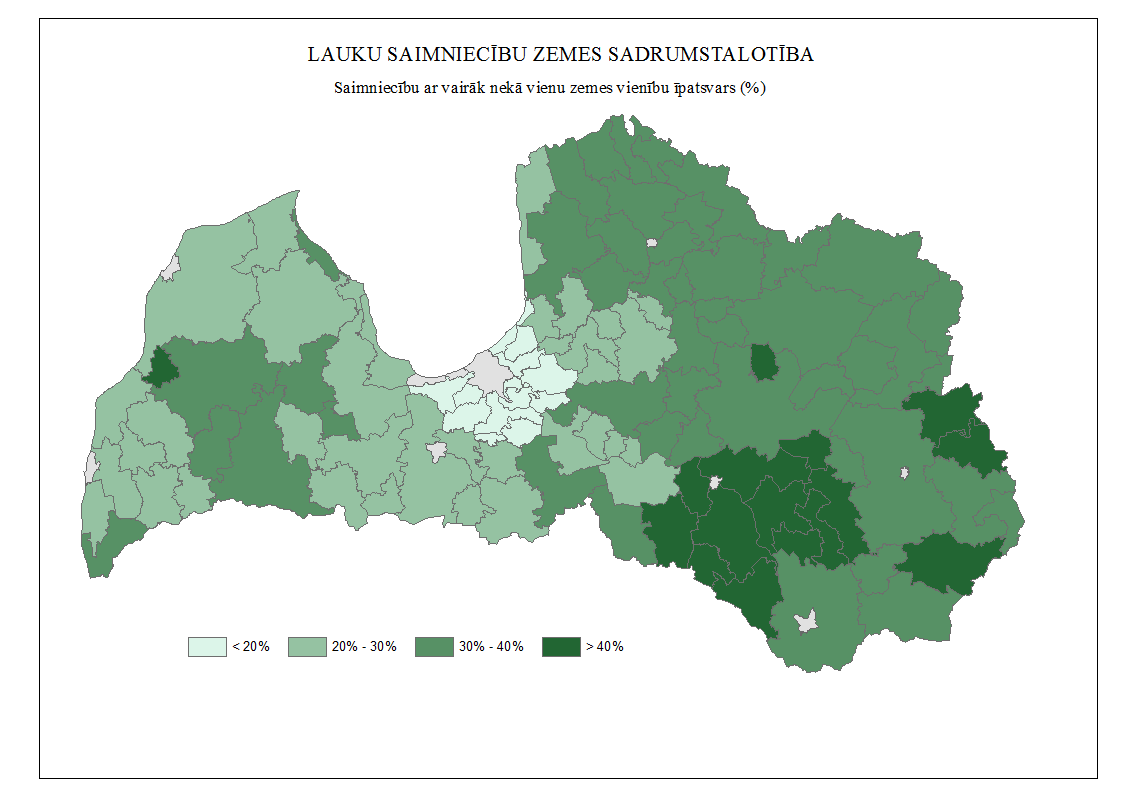 LAUKU SAIMNIECĪBU ZEMES SADRUMSTALOTĪBA
Saimniecību ar vairāk nekā vienu zemes vienību īpatsvars (%)
< 20% 20% - 30% 30% - 40% > 40%